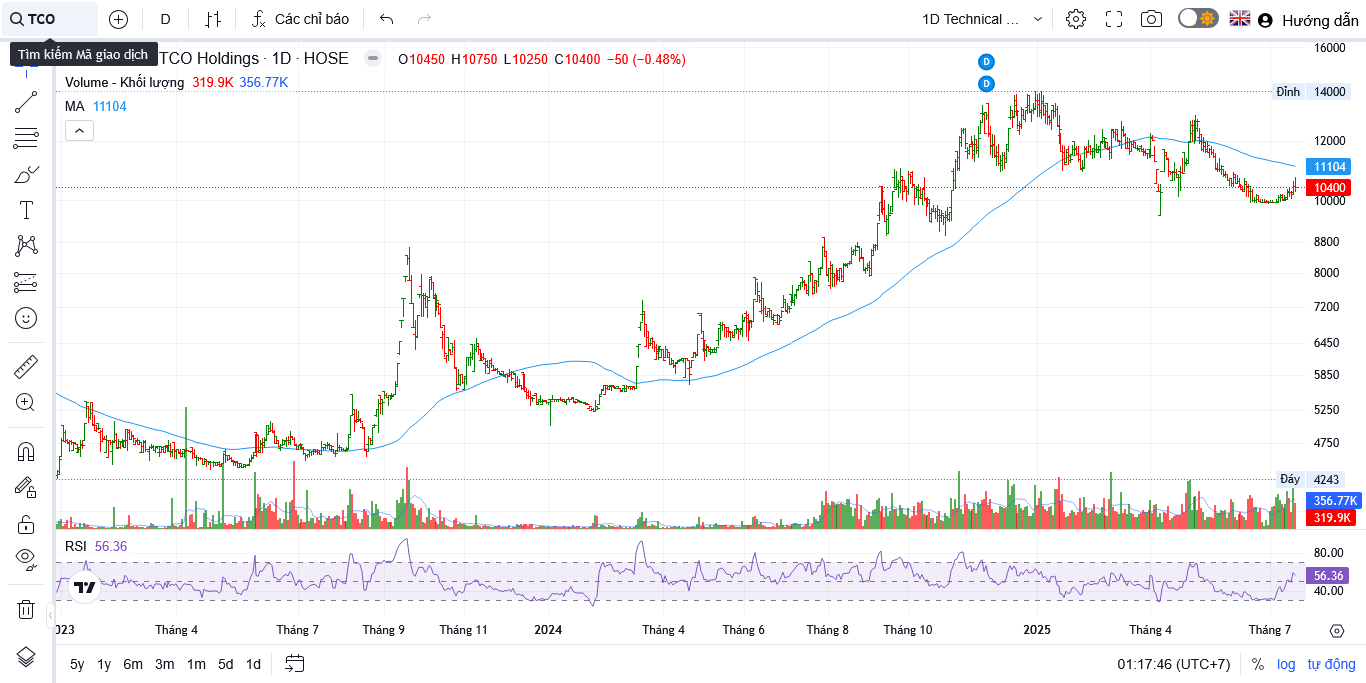 TCO
D
Các chỉ báo
1D Technical ...
Hướng dẫn
Tìm kiếm Mã giao dịch
TCO Holdings · 1D · HOSE
O10450 H10750 L10250 C10400 −50 (−0.48%)
Volume - Khối lượng 319.9K 356.77K
MA 11104
D
D
16000
Đỉnh 14000
12000
11104
10400
10000
8800
8000
7200
6450
5850
5250
4750
Đáy 4243
356.77K
319.9K
RSI 56.36
80.00
56.36
40.00
023 Tháng 4 Tháng 7 Tháng 9 Tháng 11 2024 Tháng 4 Tháng 6 Tháng 8 Tháng 10 2025 Tháng 4 Tháng 7
5y 1y 6m 3m 1m 5d 1d
01:17:46 (UTC+7) % log tự động